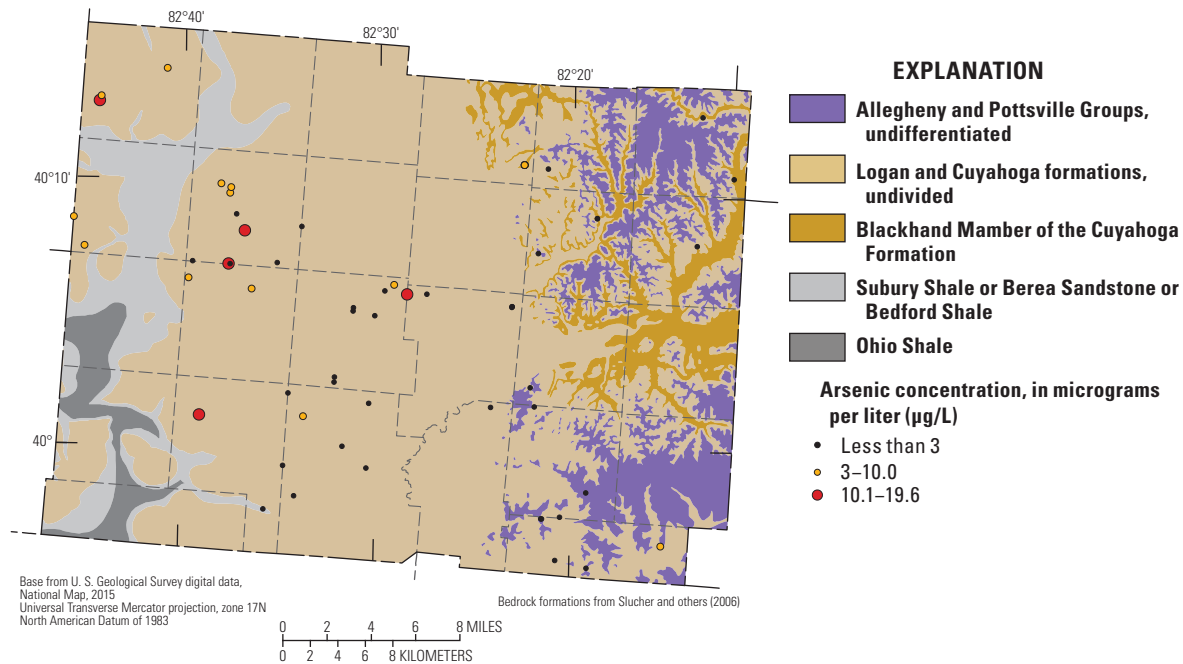 82°40'
82°30'
82°20'
40°10'
40°
EXPLANATION
Allegheny and Pottsville Groups,
undifferentiated
Logan and Cuyahoga formations,
undivided
Blackhand Mamber of the Cuyahoga
Formation
Subury Shale or Berea Sandstone or
Bedford Shale
Ohio Shale
Arsenic concentration, in micrograms
per liter (µg/L)
Less than 3
3–10.0
10.1–19.6
Base from U. S. Geological Survey digital data,
National Map, 2015
Universal Transverse Mercator projection, zone 17N
North American Datum of 1983
Bedrock formations from Slucher and others (2006)
0 2 4 6 8 MILES
0 2 4 6 8 KILOMETERS